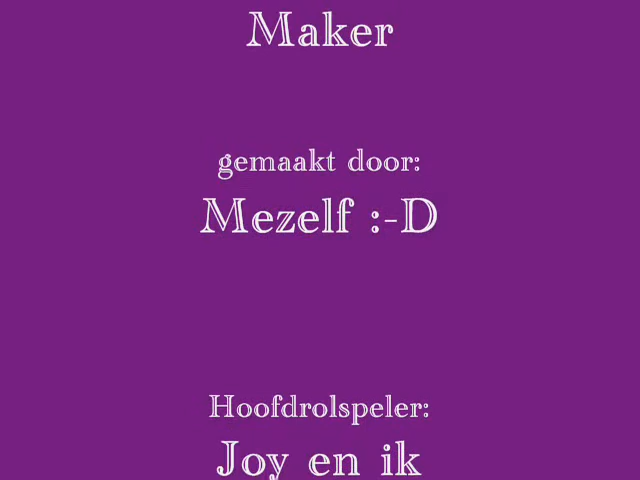 Maker
gemaakt door:
Mezelf :-D
Hoofdrolspeler:
Joy en ik